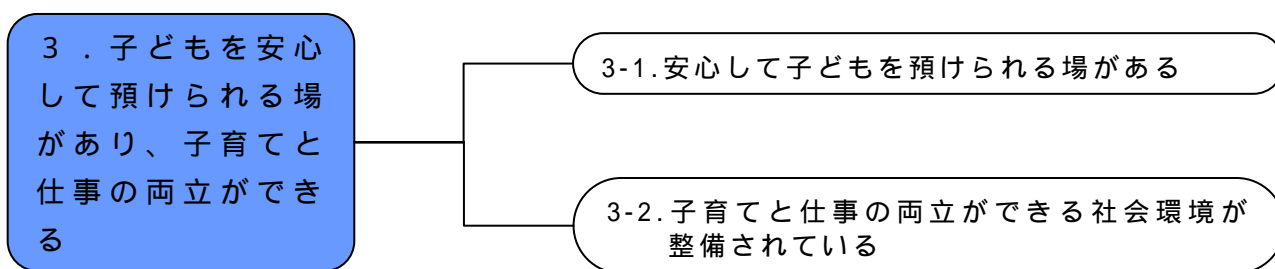 ３．子どもを安心
して預けられる場
があり、子育てと
仕事の両立ができ
る
3-1.安心して子どもを預けられる場がある
3-2.子育てと仕事の両立ができる社会環境が
整備されている